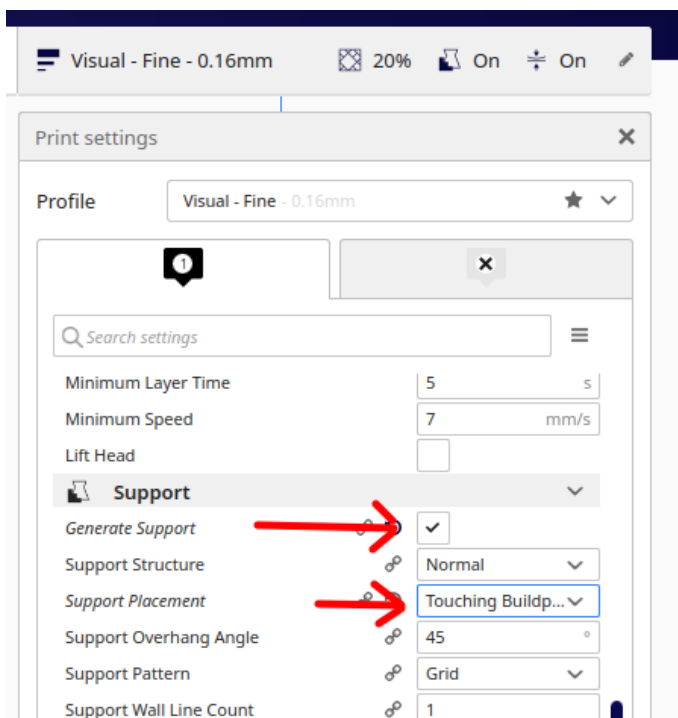 Visual - Fine - 0.16mm 20% On On
Print settings
Profile Visual - Fine - 0.16mm
1
Search settings
Minimum Layer Time 5 s
Minimum Speed 7 mm/s
Lift Head
Support
Generate Support
Support Structure Normal
Support Placement Touching Buildp...
Support Overhang Angle 45 °
Support Pattern Grid
Support Wall Line Count 1